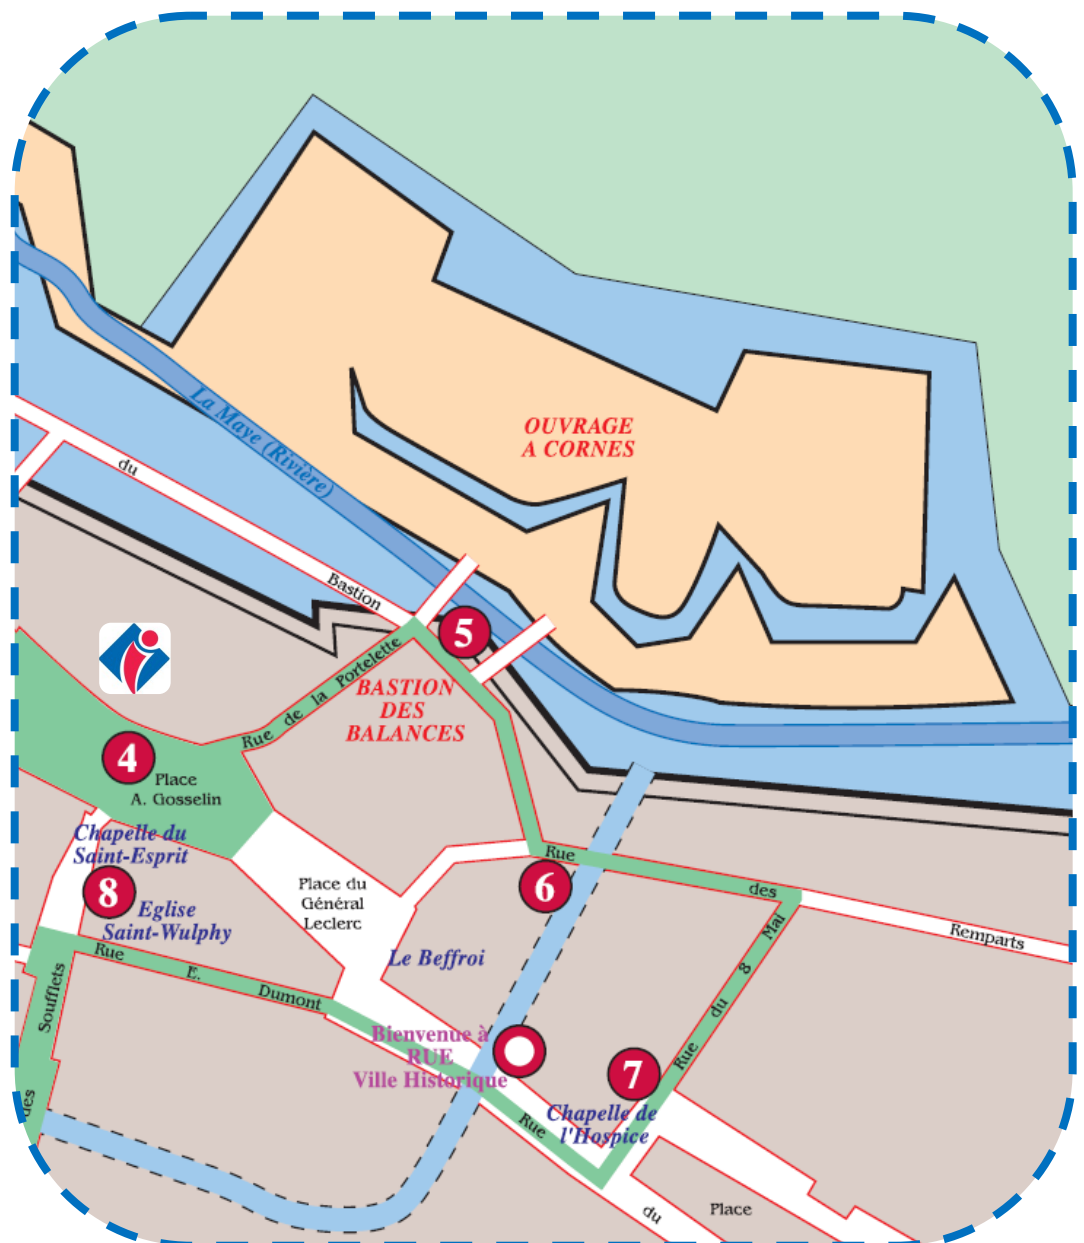 OUVRAGE
A CORNES
La Maye (Rivière)
du
Bastion
5
Rue de la Portelette
BASTION
DES
BALANCES
4
Place
A. Gosselin
Chapelle du
Saint-Esprit
8
Eglise
Saint-Wulphy
Place du
Général
Leclerc
Le Beffroi
6
Rue
des
Remparts
Rue E. Dumont
Soufflets
des
Bienvenue à
RUE
Ville Historique
7
Rue du 8 Mai
Chapelle de
l'Hospice
Rue
du
Place